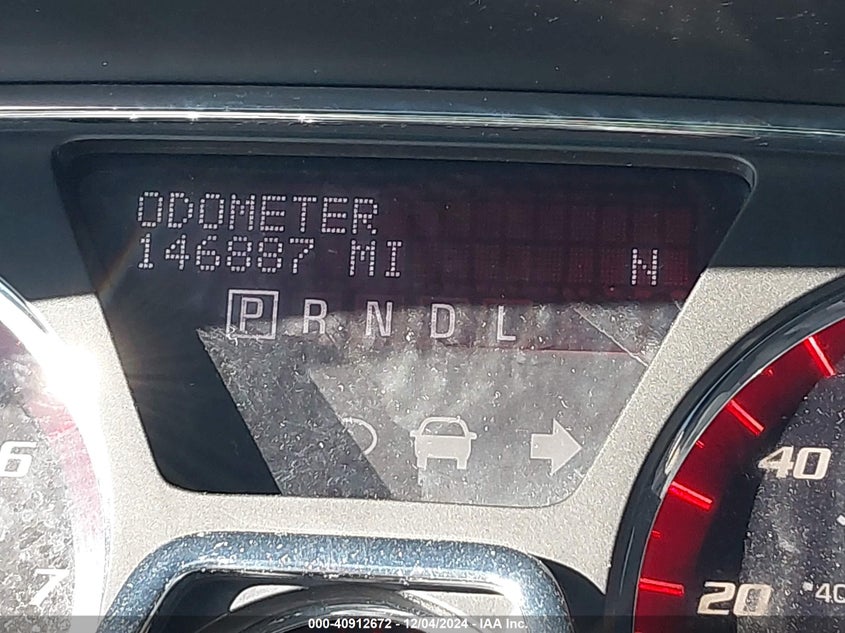 ODOMETER
146887 MI N
P R N D L
6
7
40
20
*40
000-40912672 - 12/04/2024 - IAA Inc.